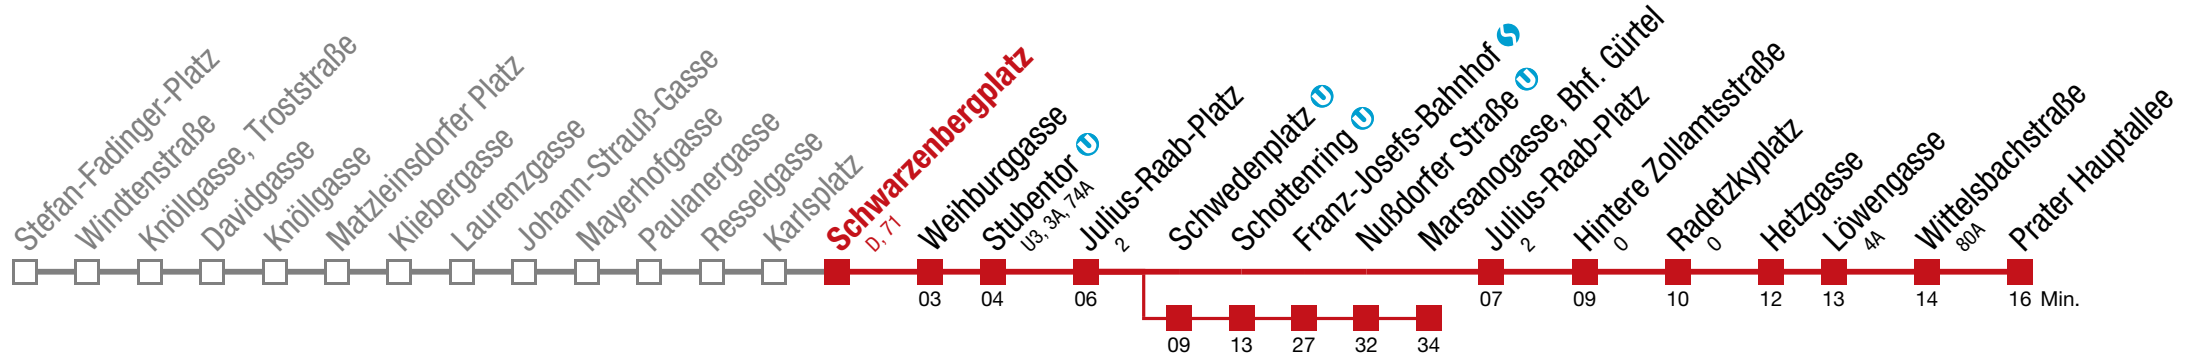 Stefan-Fadinger-Platz
Windtenstraße
Knöllgasse, Troststraße
Davidgasse
Knöllgasse
Matzleinsdorfer Platz
Kliebergasse
Laurenzgasse
Johann-Strauß-Gasse
Mayerhofgasse
Paulanergasse
Resselgasse
Karlsplatz
Schwarzenbergplatz
D, 71
Weihburggasse
Stubentor U
U3, 3A, 74A
Julius-Raab-Platz
2
Schwedenplatz U
Schottenring U
Franz-Josefs-Bahnhof S
Nußdorfer Straße U
Marsanogasse, Bhf. Gürtel
Julius-Raab-Platz
2
Hintere Zollamtsstraße
0
Radetzkyplatz
0
Hetzgasse
Löwengasse
4A
Wittelsbachstraße
80A
Prater Hauptallee
03 04 06 07 09 10 12 13 14 16 Min.
09 13 27 32 34